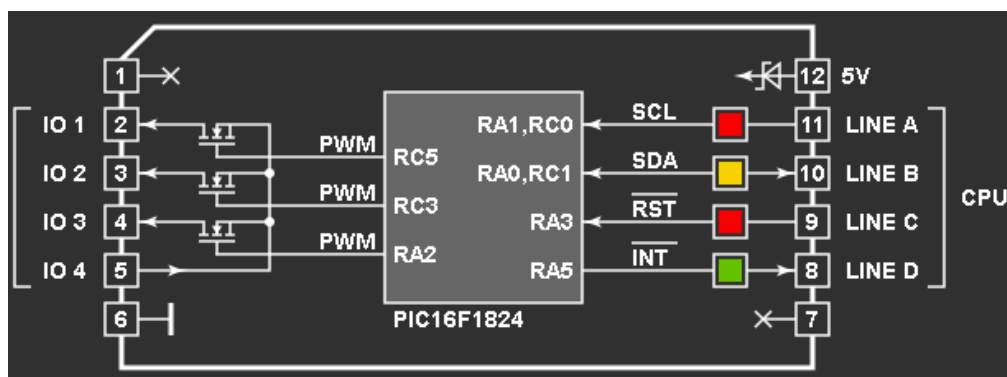 1 12 5V
IO 1 2 PWM RC5 RA1,RC0 SCL 11 LINE A
IO 2 3 PWM RC3 RA0,RC1 SDA 10 LINE B
IO 3 4 PWM RA2 RA3 RST 9 LINE C
IO 4 5 RA5 INT 8 LINE D
CPU
6 PIC16F1824 7